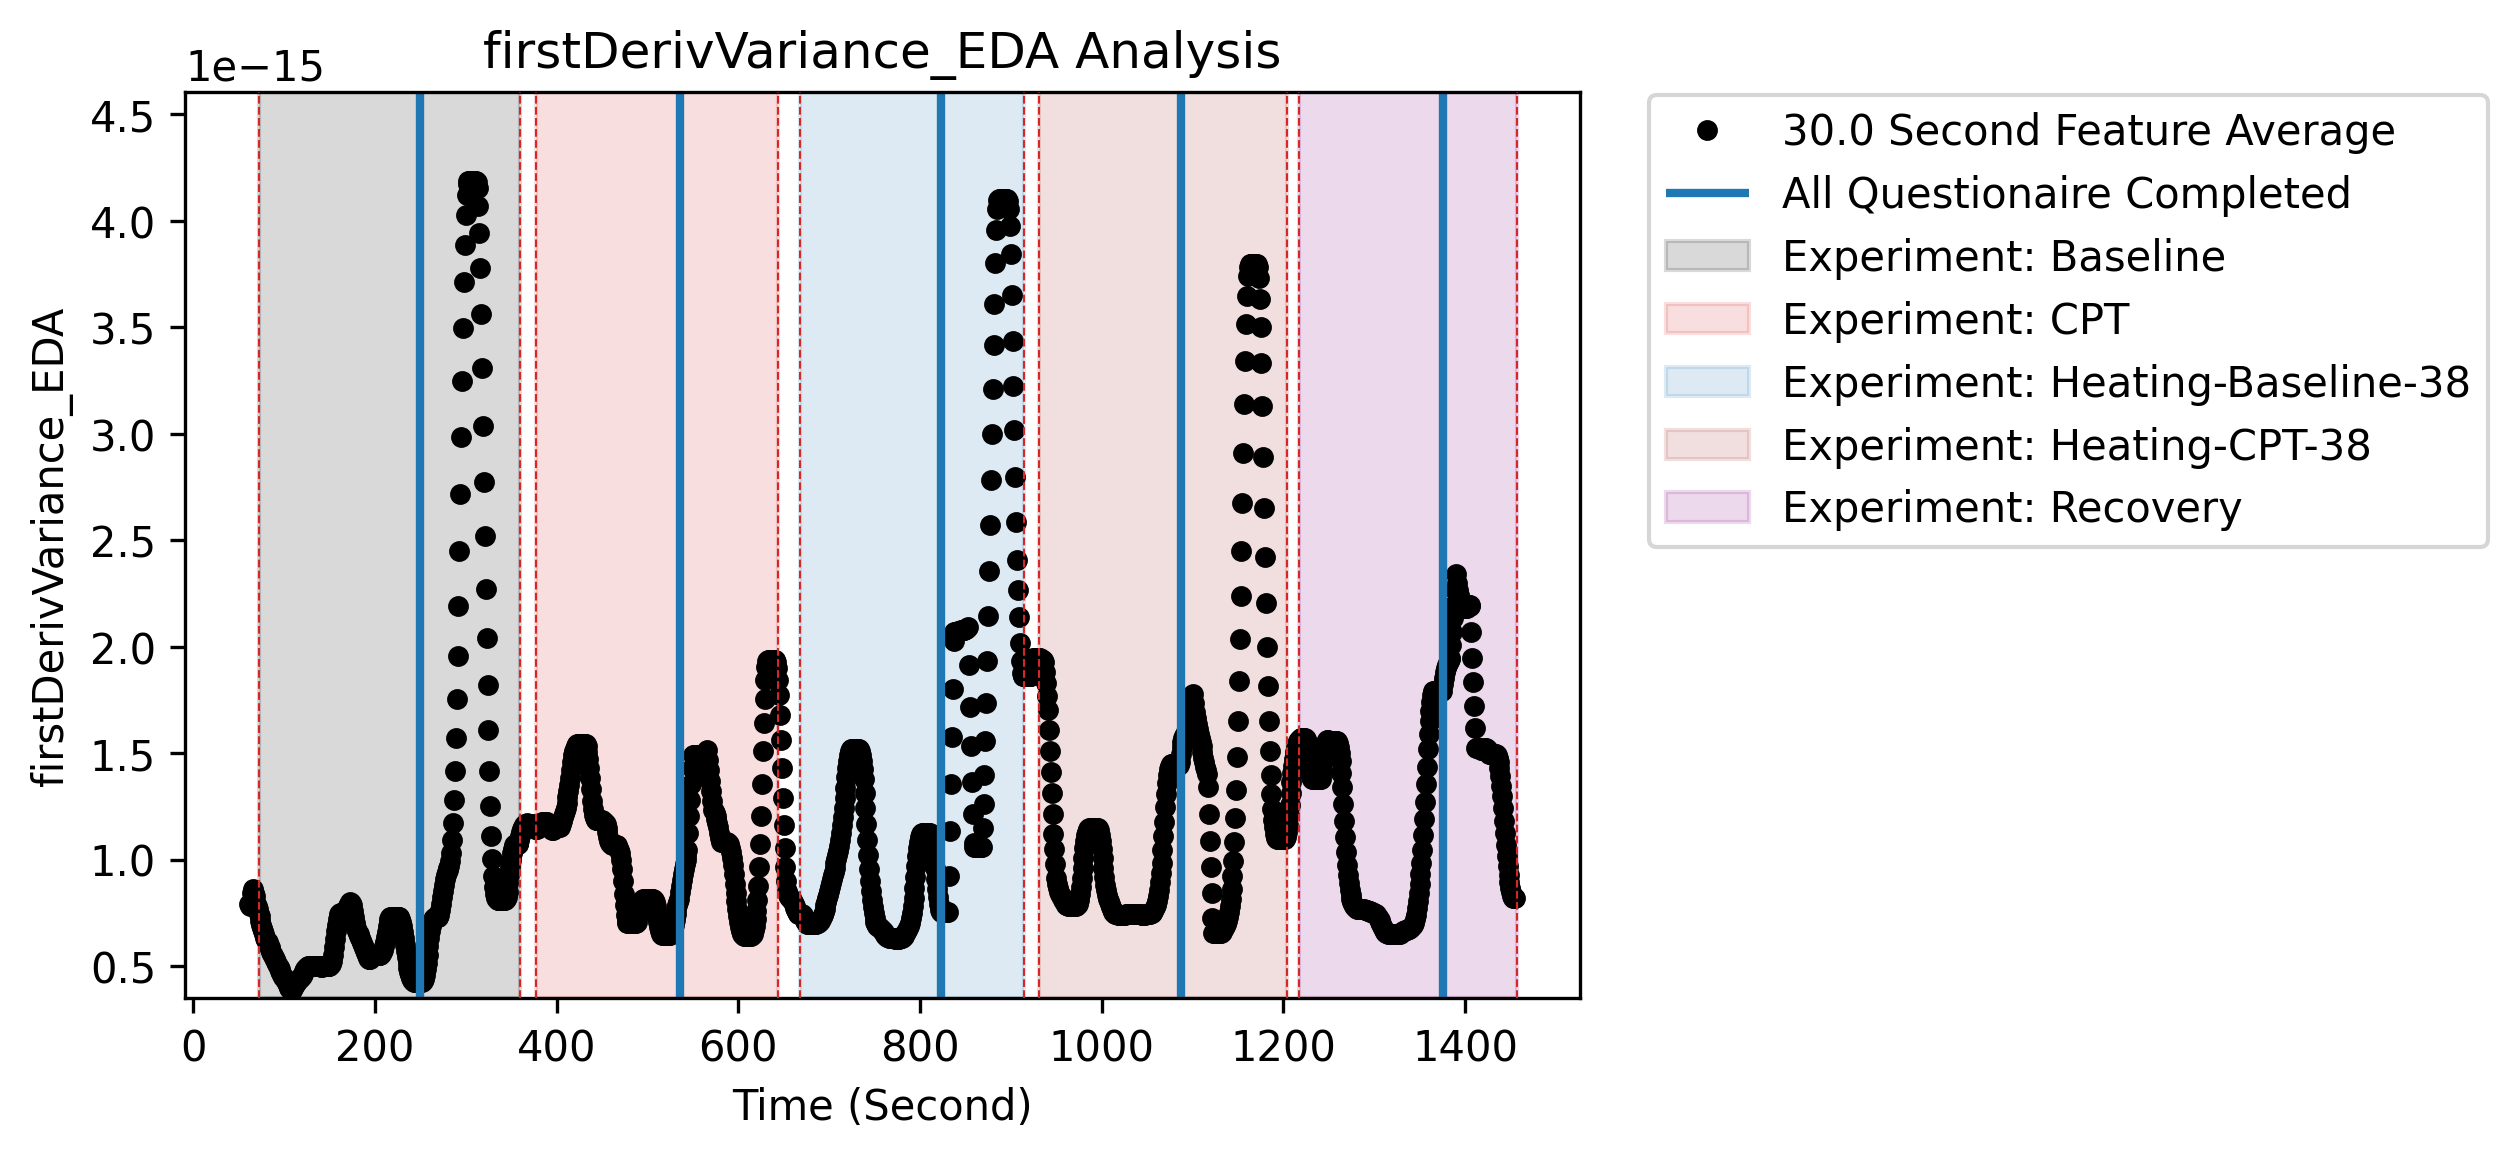 firstDerivVariance_EDA Analysis
1e−15
4.5
4.0
3.5
3.0
2.5
2.0
1.5
1.0
0.5
firstDerivVariance_EDA
0 200 400 600 800 1000 1200 1400
Time (Second)
30.0 Second Feature Average
All Questionaire Completed
Experiment: Baseline
Experiment: CPT
Experiment: Heating-Baseline-38
Experiment: Heating-CPT-38
Experiment: Recovery